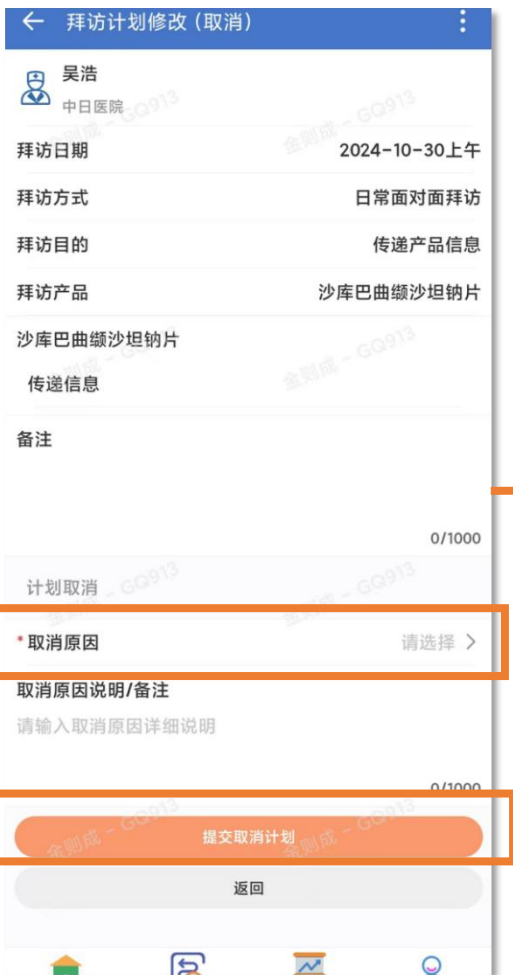 拜访计划修改（取消）
吴浩
中日医院
拜访日期 2024-10-30上午
拜访方式 日常面对面拜访
拜访目的 传递产品信息
拜访产品 沙库巴曲缬沙坦钠片
沙库巴曲缬沙坦钠片
传递信息
备注
0/1000
计划取消
*取消原因 请选择
取消原因说明/备注
请输入取消原因详细说明
0/1000
提交取消计划
返回
金则成 - GQ913